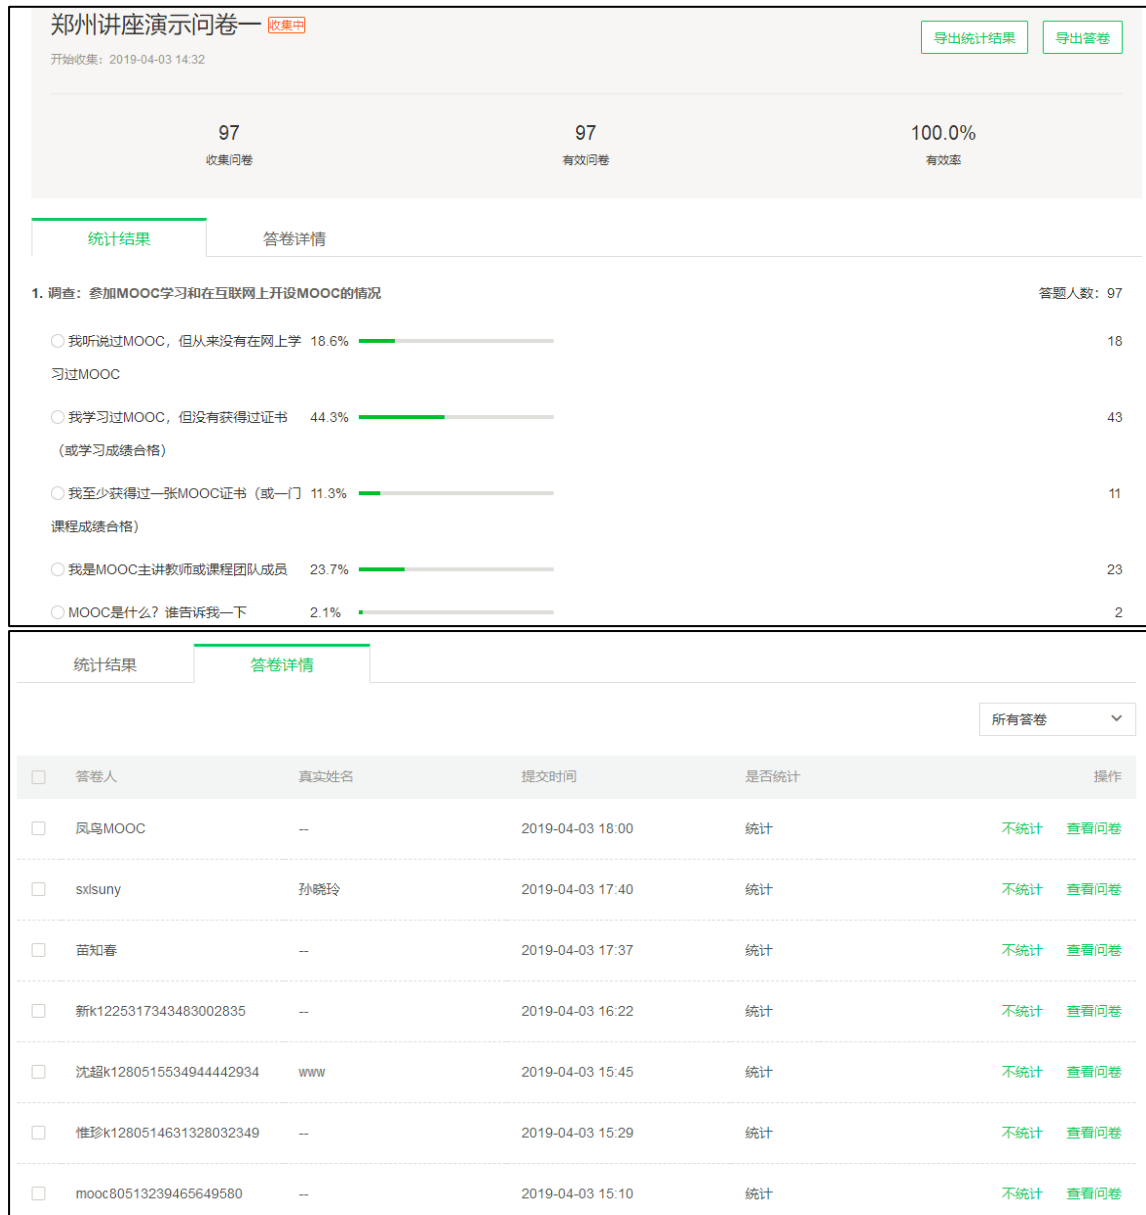 郑州讲座演示问卷一 收集中
导出统计结果 导出答卷
开始收集：2019-04-03 14:32
97 97 100.0%
收集问卷 有效问卷 有效率
统计结果 答卷详情
1. 调查：参加MOOC学习和在互联网上开设MOOC的情况 答题人数：97
我听说过MOOC，但从来没有在网上学 18.6% 18
习过MOOC
我学习过MOOC，但没有获得过证书 44.3% 43
（或学习成绩合格）
我至少获得过一张MOOC证书（或一门 11.3% 11
课程成绩合格）
我是MOOC主讲教师或课程团队成员 23.7% 23
MOOC是什么？谁告诉我一下 2.1% 2
统计结果 答卷详情
所有答卷
答卷人 真实姓名 提交时间 是否统计 操作
凤鸟MOOC -- 2019-04-03 18:00 统计 不统计 查看问卷
sxlsuny 孙晓玲 2019-04-03 17:40 统计 不统计 查看问卷
苗知春 -- 2019-04-03 17:37 统计 不统计 查看问卷
新k1225317343483002835 -- 2019-04-03 16:22 统计 不统计 查看问卷
沈超k1280515534944442934 www 2019-04-03 15:45 统计 不统计 查看问卷
惟珍k1280514631328032349 -- 2019-04-03 15:29 统计 不统计 查看问卷
mooc80513239465649580 -- 2019-04-03 15:10 统计 不统计 查看问卷